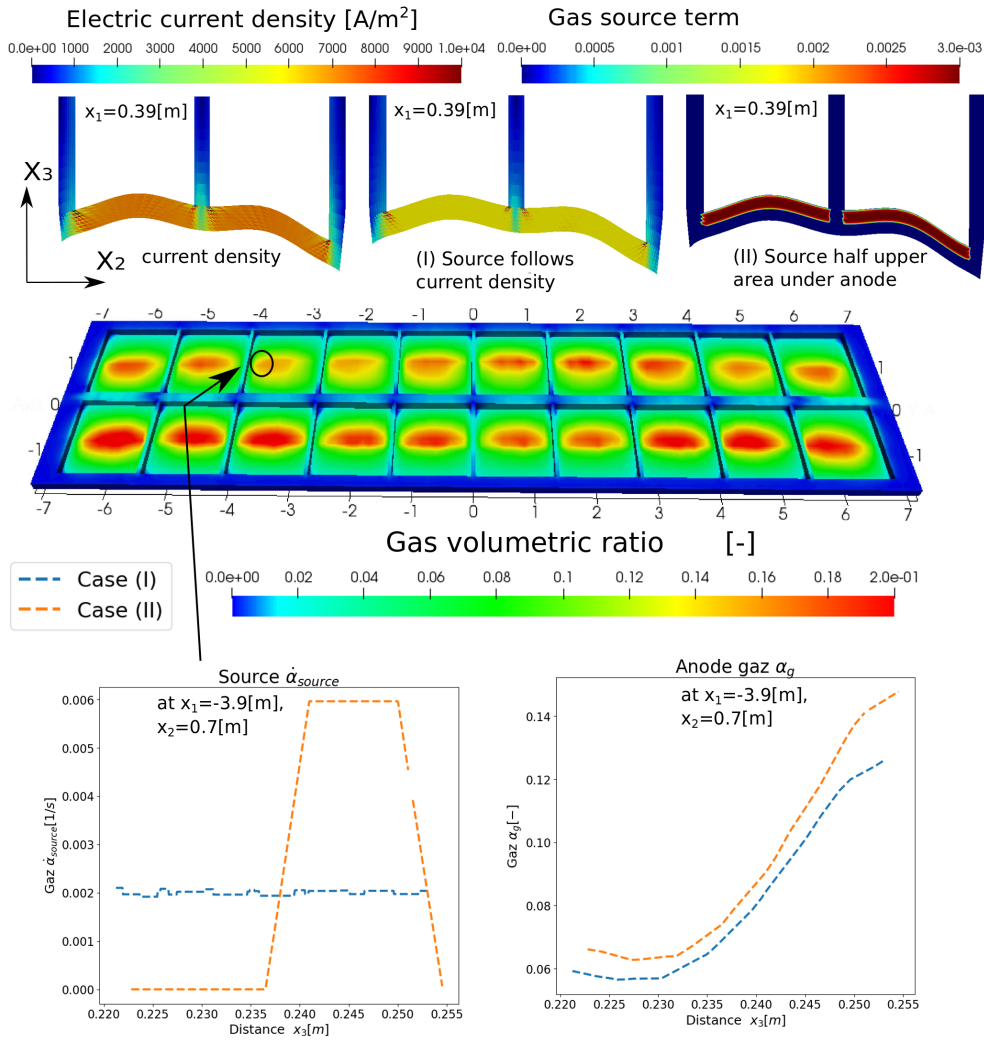 Electric current density [A/m²]
Gas source term
0.0e+00 1000 2000 3000 4000 5000 6000 7000 8000 1.0e+04
0.0e+00 0.0005 0.001 0.0015 0.002 0.0025 3.0e-03
x₁=0.39[m]
x₁=0.39[m]
x₁=0.39[m]
X₃
X₂
current density
(I) Source follows
current density
(II) Source half upper
area under anode
-7 -6 -5 -4 -3 -2 -1 0 1 2 3 4 5 6 7
1 1
0 0
-1 -1
-7 -6 -5 -4 -3 -2 -1 0 1 2 3 4 5 6 7
Gas volumetric ratio [-]
0.0e+00 0.02 0.04 0.06 0.08 0.1 0.12 0.14 0.16 0.18 2.0e-01
Case (I)
Case (II)
Source α̇source
at x₁=-3.9[m],
x₂=0.7[m]
Gaz α̇source[1/s]
0.006
0.005
0.004
0.003
0.002
0.001
0.000
0.220 0.225 0.230 0.235 0.240 0.245 0.250 0.255
Distance x₃[m]
Anode gaz αg
at x₁=-3.9[m],
x₂=0.7[m]
Gaz αg[−]
0.14
0.12
0.10
0.08
0.06
0.220 0.225 0.230 0.235 0.240 0.245 0.250 0.255
Distance x₃[m]